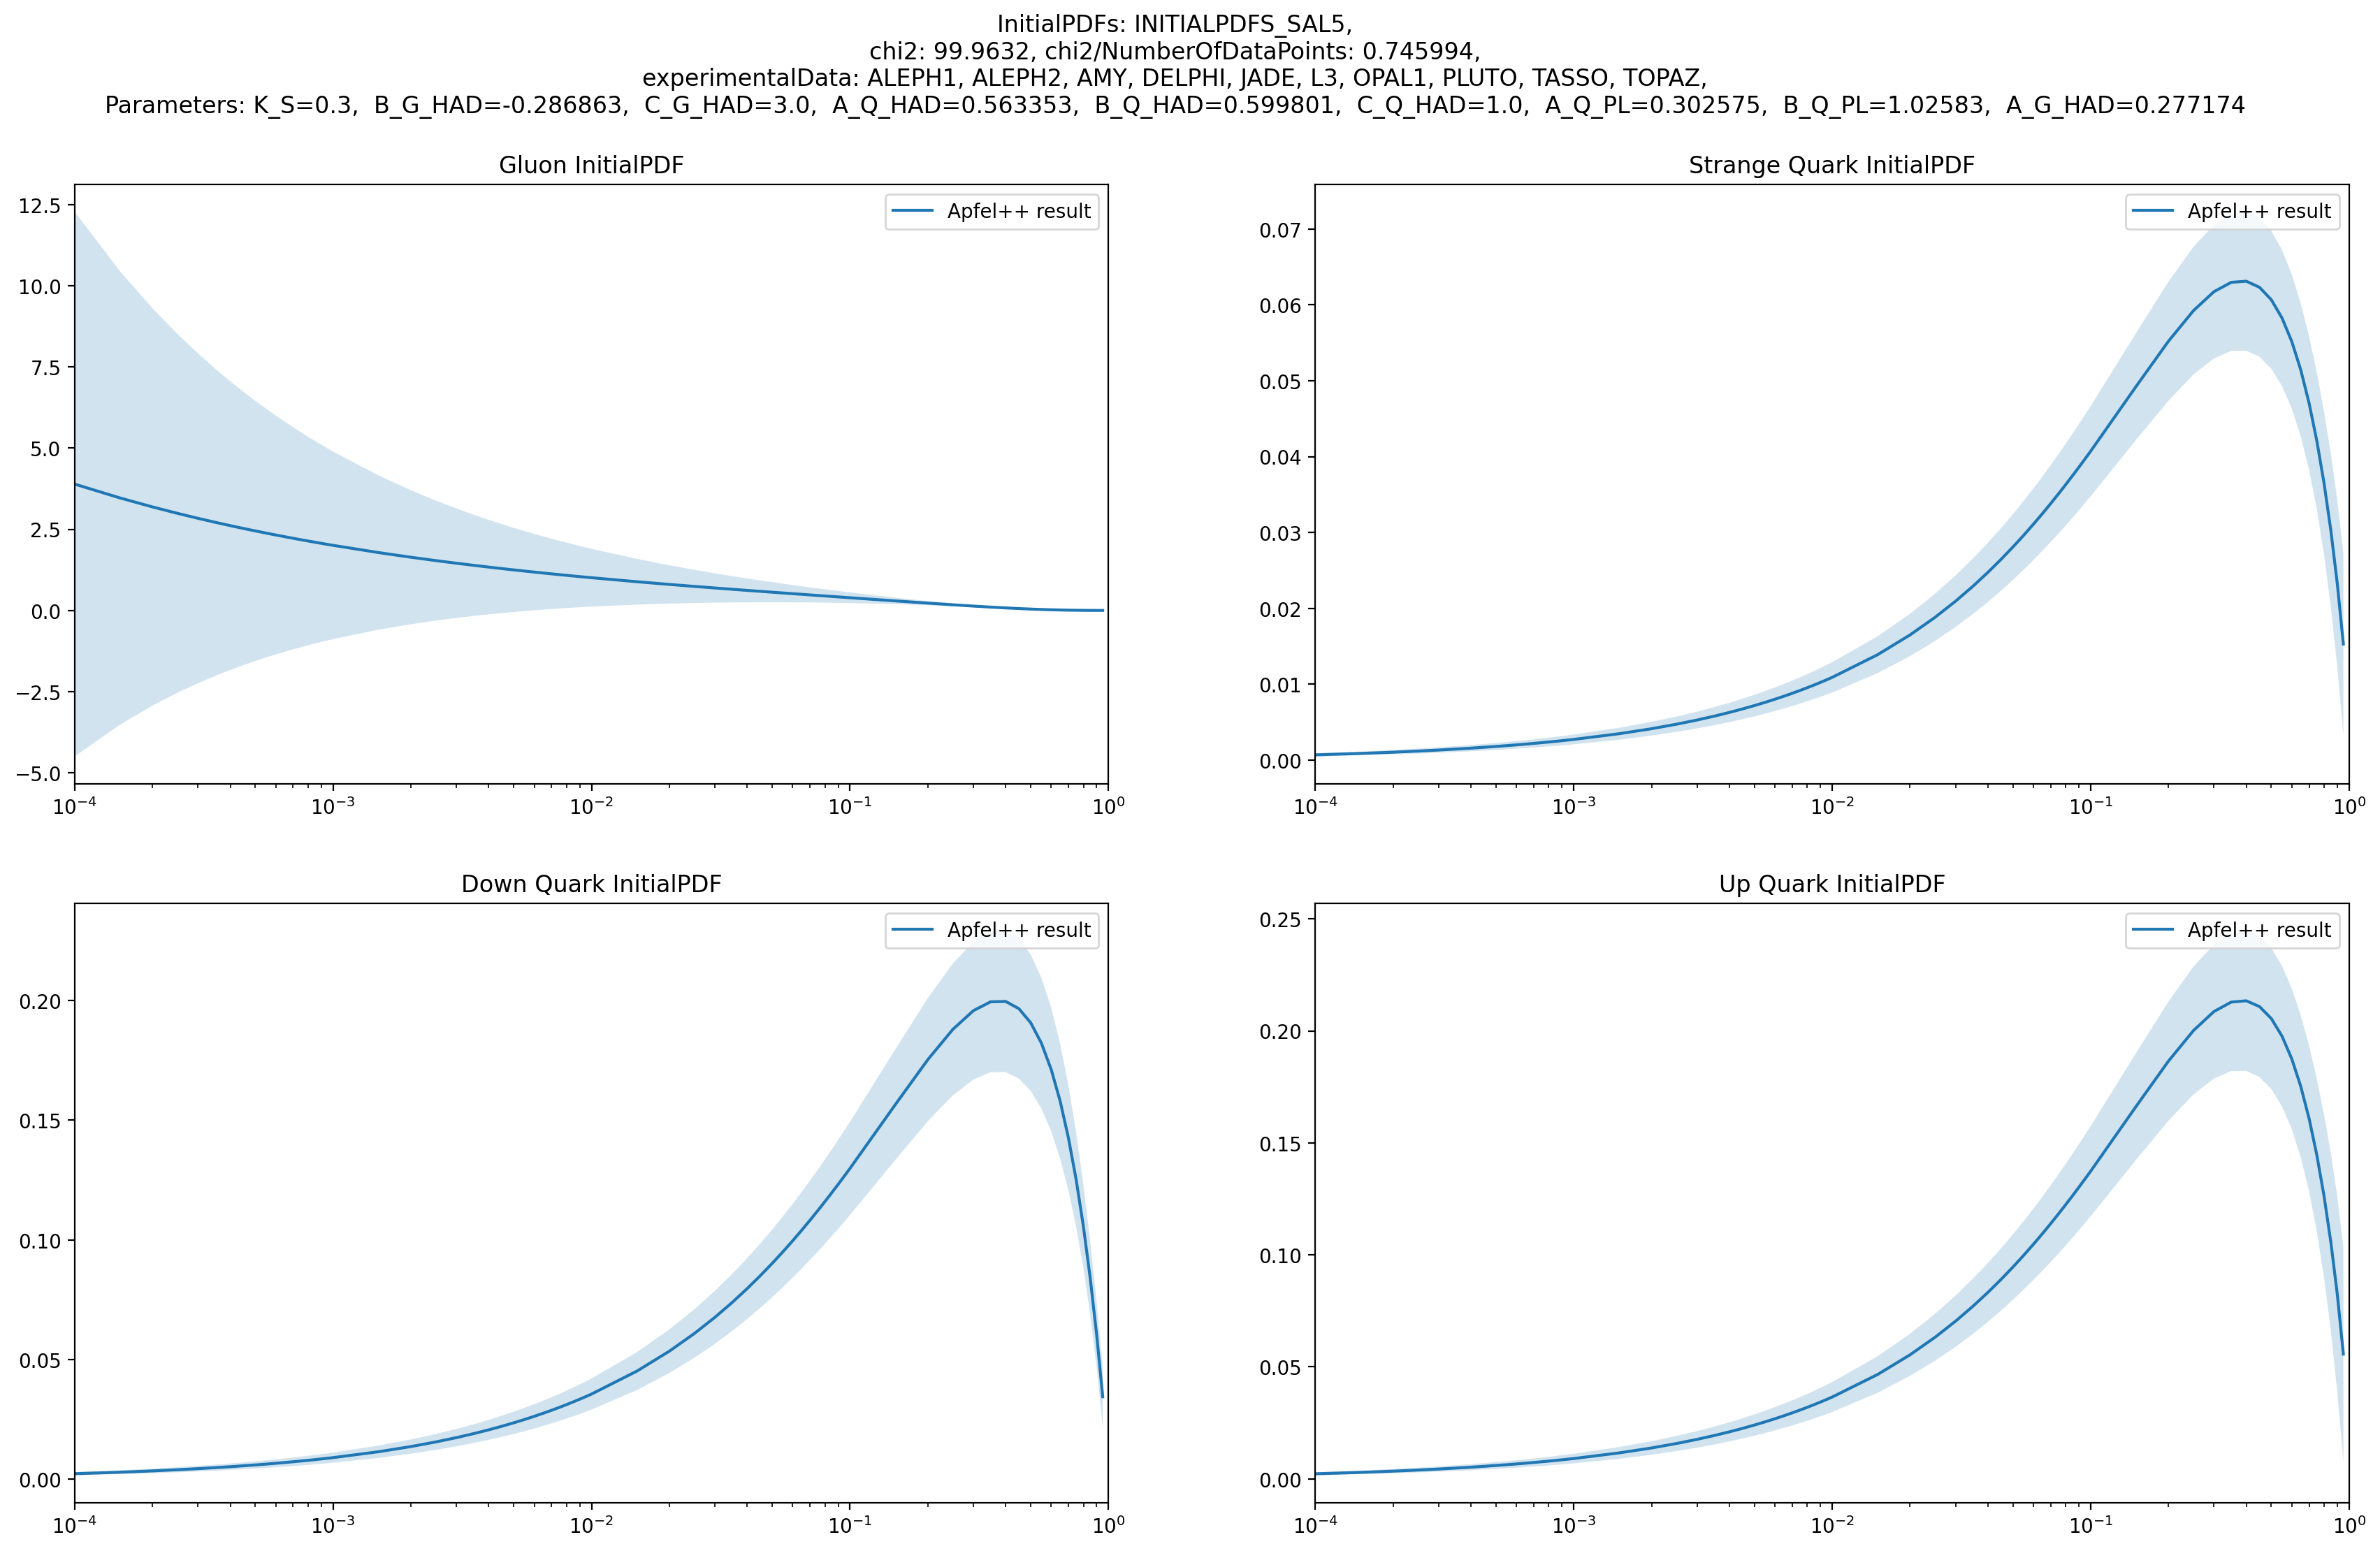 InitialPDFs: INITIALPDFS_SAL5,
chi2: 99.9632, chi2/NumberOfDataPoints: 0.745994,
experimentalData: ALEPH1, ALEPH2, AMY, DELPHI, JADE, L3, OPAL1, PLUTO, TASSO, TOPAZ,
Parameters: K_S=0.3, B_G_HAD=-0.286863, C_G_HAD=3.0, A_Q_HAD=0.563353, B_Q_HAD=0.599801, C_Q_HAD=1.0, A_Q_PL=0.302575, B_Q_PL=1.02583, A_G_HAD=0.277174
Gluon InitialPDF
Apfel++ result
12.5
10.0
7.5
5.0
2.5
0.0
−2.5
−5.0
10⁻⁴ 10⁻³ 10⁻² 10⁻¹ 10⁰
Strange Quark InitialPDF
Apfel++ result
0.07
0.06
0.05
0.04
0.03
0.02
0.01
0.00
10⁻⁴ 10⁻³ 10⁻² 10⁻¹ 10⁰
Down Quark InitialPDF
Apfel++ result
0.20
0.15
0.10
0.05
0.00
10⁻⁴ 10⁻³ 10⁻² 10⁻¹ 10⁰
Up Quark InitialPDF
Apfel++ result
0.25
0.20
0.15
0.10
0.05
0.00
10⁻⁴ 10⁻³ 10⁻² 10⁻¹ 10⁰